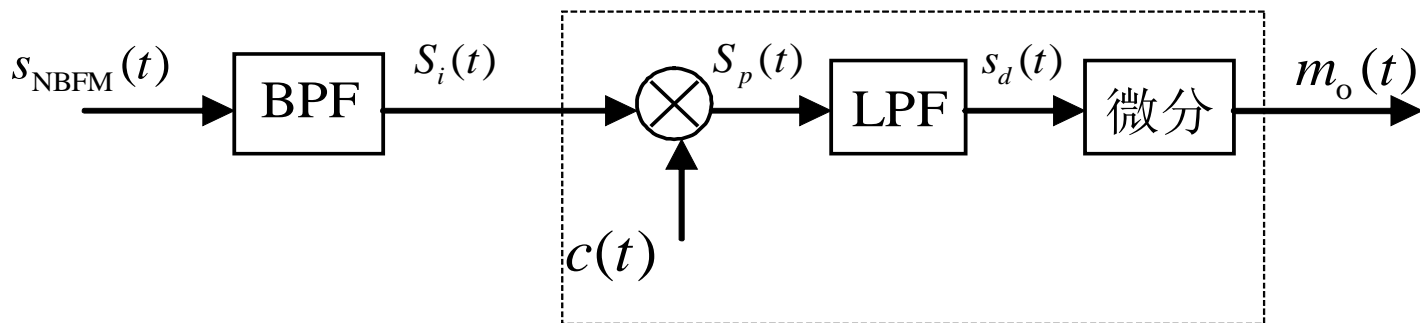 s_NBFM(t)
BPF
S_i(t)
S_p(t)
LPF
s_d(t)
微分
m_o(t)
c(t)